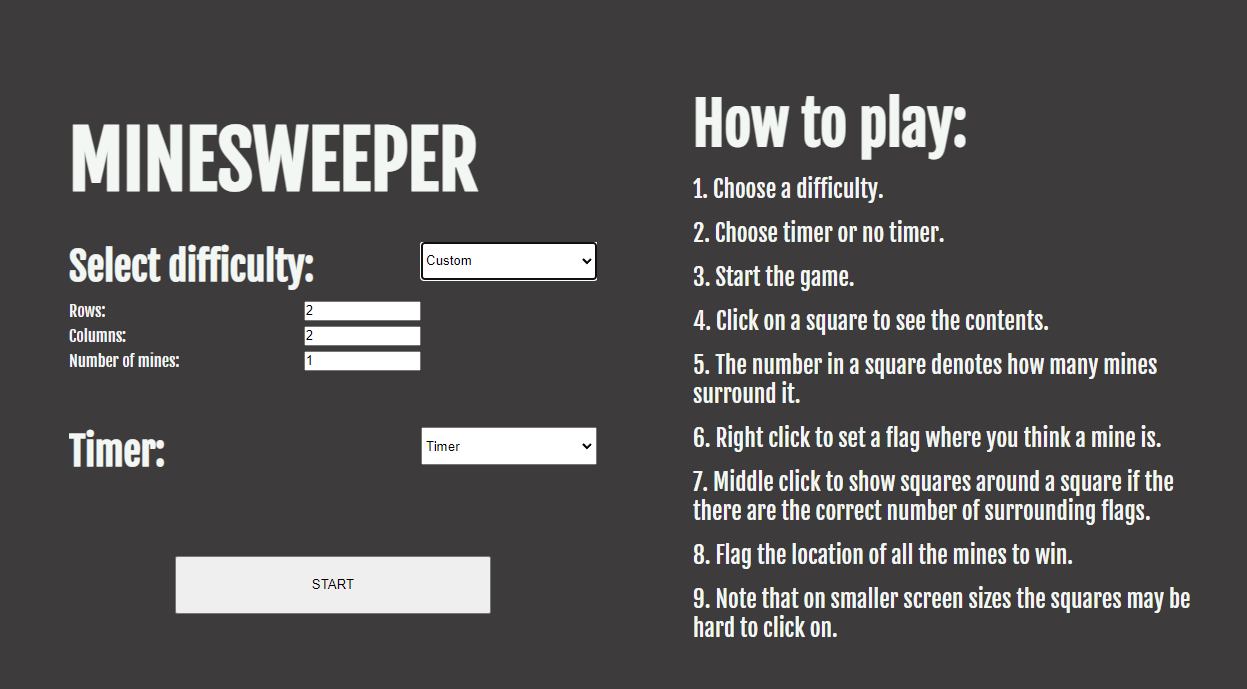 MINESWEEPER
Select difficulty:
Custom
Rows:
2
Columns:
2
Number of mines:
1
Timer:
Timer
START
How to play:
1. Choose a difficulty.
2. Choose timer or no timer.
3. Start the game.
4. Click on a square to see the contents.
5. The number in a square denotes how many mines
surround it.
6. Right click to set a flag where you think a mine is.
7. Middle click to show squares around a square if the
there are the correct number of surrounding flags.
8. Flag the location of all the mines to win.
9. Note that on smaller screen sizes the squares may be
hard to click on.